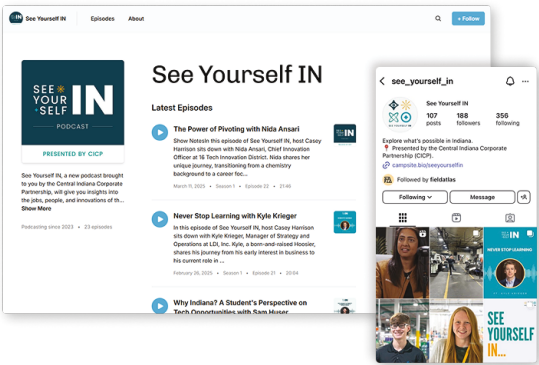 IN See Yourself IN
Episodes
About
+ Follow
SEE
YOUR
SELF
IN
PODCAST
PRESENTED BY CICP
See Yourself IN, a new podcast brought
to you by the Central Indiana Corporate
Partnership, will give you insights into
the jobs, people, and innovations of th...
Show More
Podcasting since 2023 • 23 episodes
See Yourself IN
Latest Episodes
The Power of Pivoting with Nida Ansari
Show NotesIn this episode of See Yourself IN, host Casey
Harrison sits down with Nida Ansari, Chief Innovation
Officer at 16 Tech Innovation District. Nida shares her
unique journey, transitioning from a chemistry
background to a career foc...
March 11, 2025 • Season 1 • Episode 22 • 21:46
Never Stop Learning with Kyle Krieger
In this episode of See Yourself IN, host Casey Harrison
sits down with Kyle Krieger, Manager of Strategy and
Operations at LDI, Inc. Kyle, a born-and-raised Hoosier,
shares his journey from his early interest in business to
his current role in ...
February 26, 2025 • Season 1 • Episode 21 • 20:04
Why Indiana? A Student's Perspective on
Tech Opportunities with Sam Huser
see_yourself_in
See Yourself IN
107 188 356
posts followers following
Explore what's possible in Indiana.
Presented by the Central Indiana Corporate
Partnership (CICP).
campsite.bio/seeyourselfin
Followed by fieldatlas
Following
Message
IN
NEVER STOP LEARNING
SEE
YOURSELF
IN...